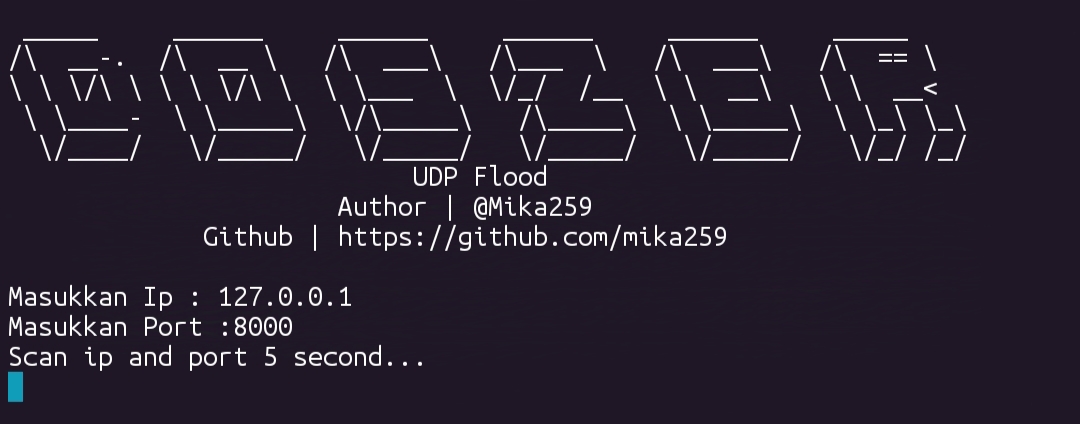 UDP Flood
Author | @Mika259
Github | https://github.com/mika259
Masukkan Ip : 127.0.0.1
Masukkan Port :8000
Scan ip and port 5 second...